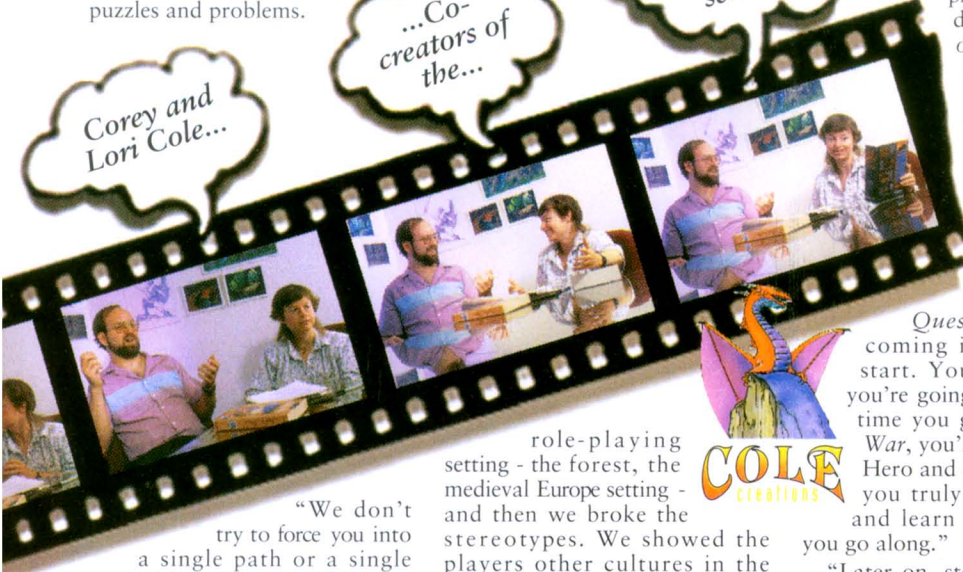 puzzles and problems.
Corey and
Lori Cole...
...Co-
creators of
the...
"We don't
try to force you into
a single path or a single
role-playing
setting - the forest, the
medieval Europe setting -
and then we broke the
stereotypes. We showed the
players other cultures in the
COLE
creations
coming
start. You
you're going
time you
War, you'
Hero and
you truly
and learn
you go along."
"Later on,